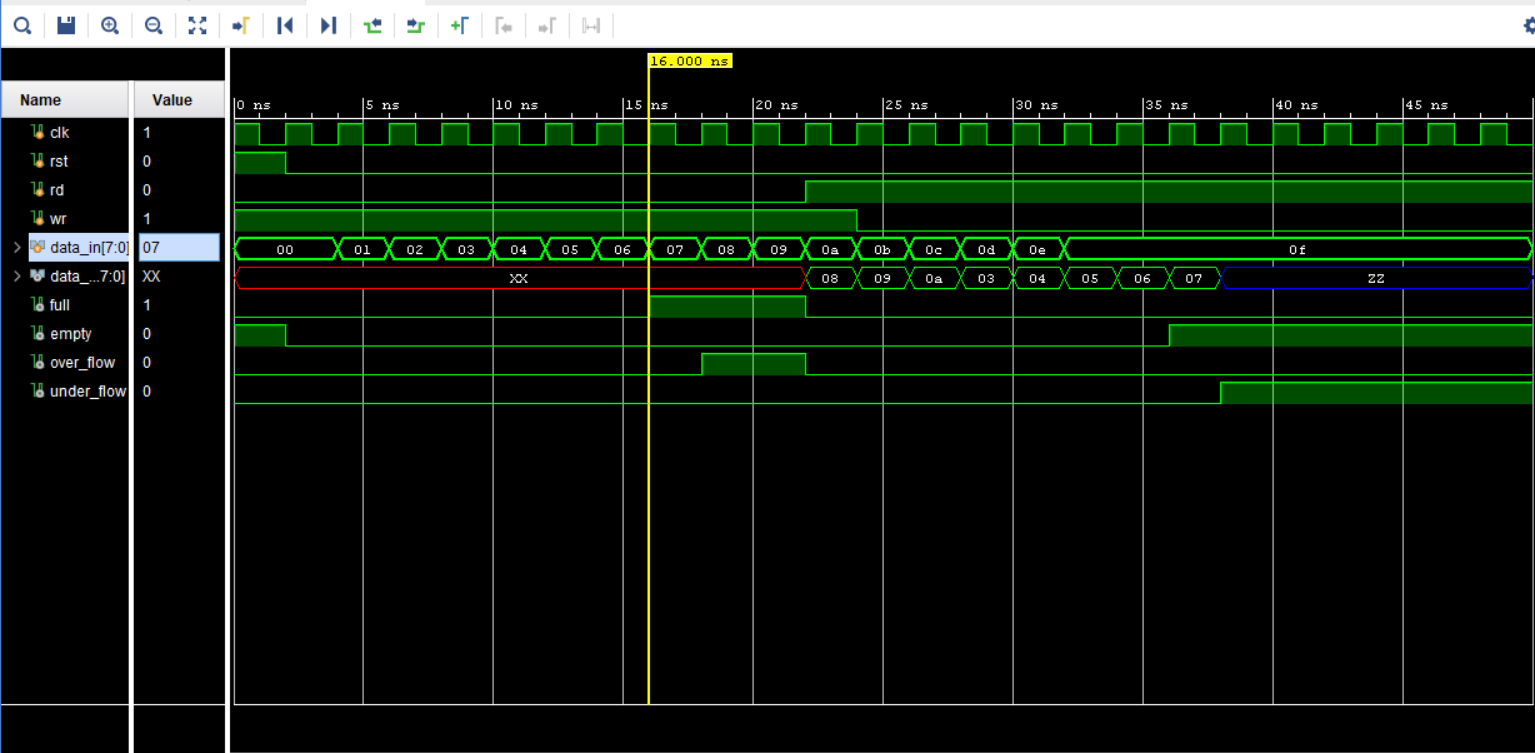 16.000 ns
Name Value
0 ns 5 ns 10 ns 15 ns 20 ns 25 ns 30 ns 35 ns 40 ns 45 ns
clk 1
rst 0
rd 0
wr 1
data_in[7:0] 07 00 01 02 03 04 05 06 07 08 09 0a 0b 0c 0d 0e 0f
data_...7:0] XX XX 08 09 0a 03 04 05 06 07 ZZ
full 1
empty 0
over_flow 0
under_flow 0